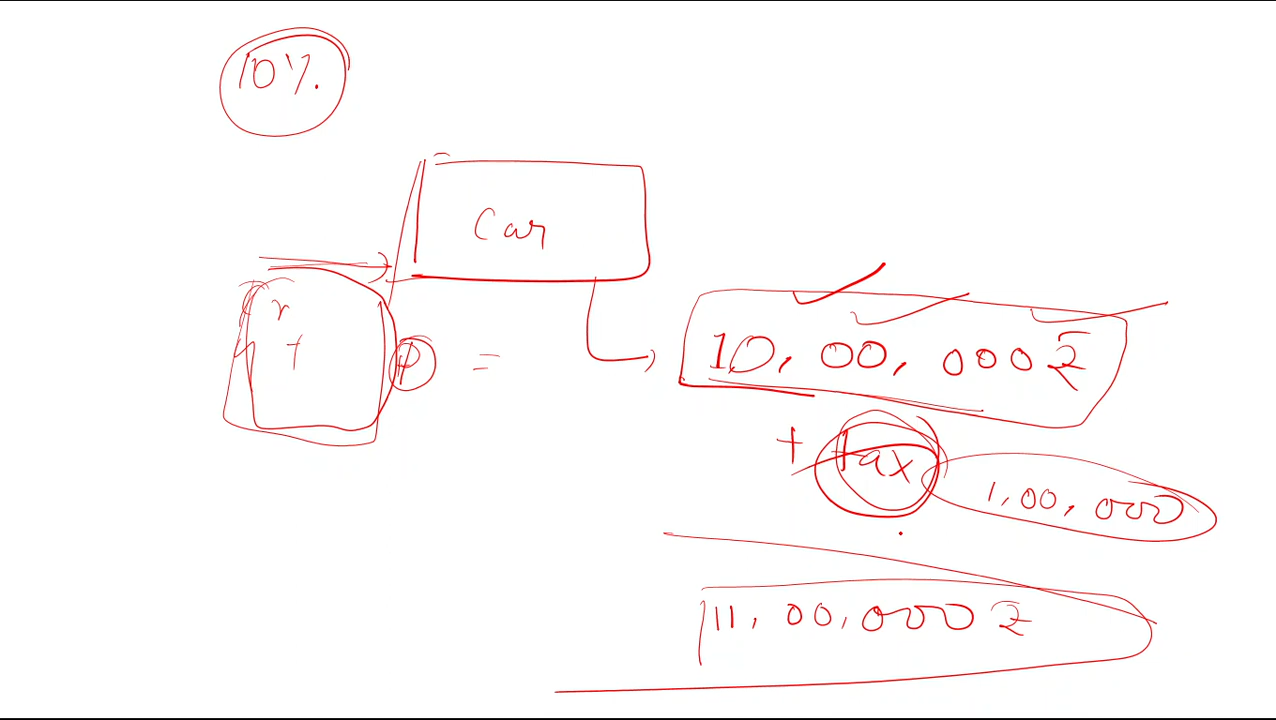 10%.
Car
r
+
P =
10,00,000₹
+ tax
1,00,000
11,00,000₹